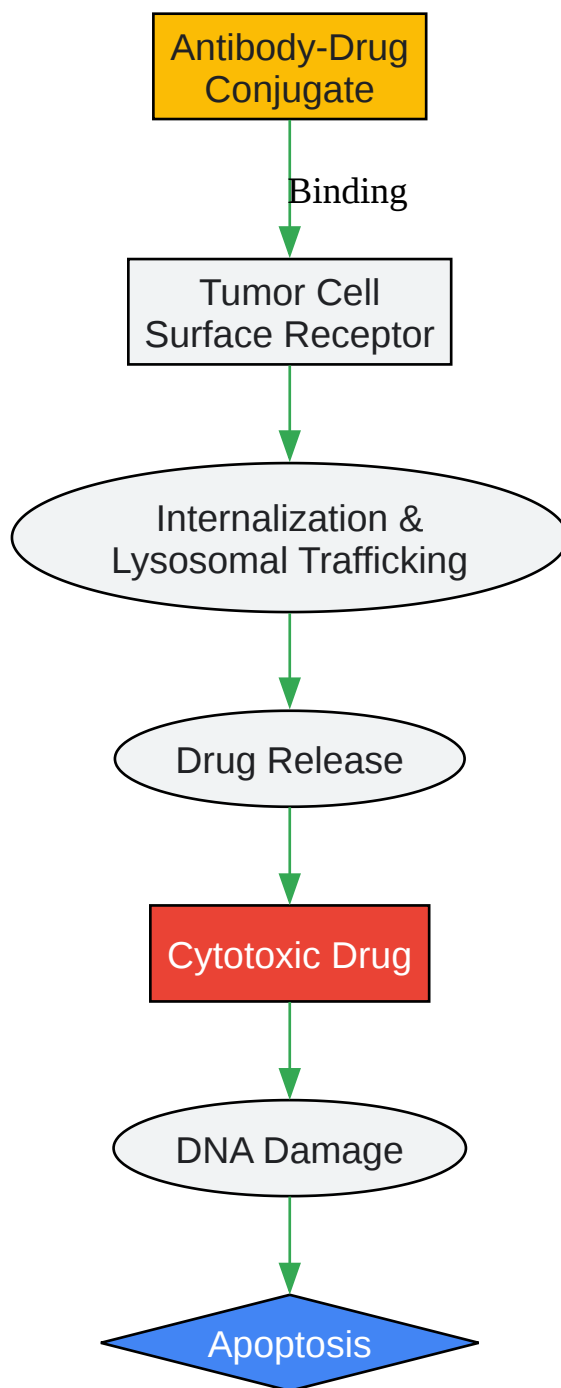 Antibody-Drug
Conjugate
Binding
Tumor Cell
Surface Receptor
Internalization &
Lysosomal Trafficking
Drug Release
Cytotoxic Drug
DNA Damage
Apoptosis